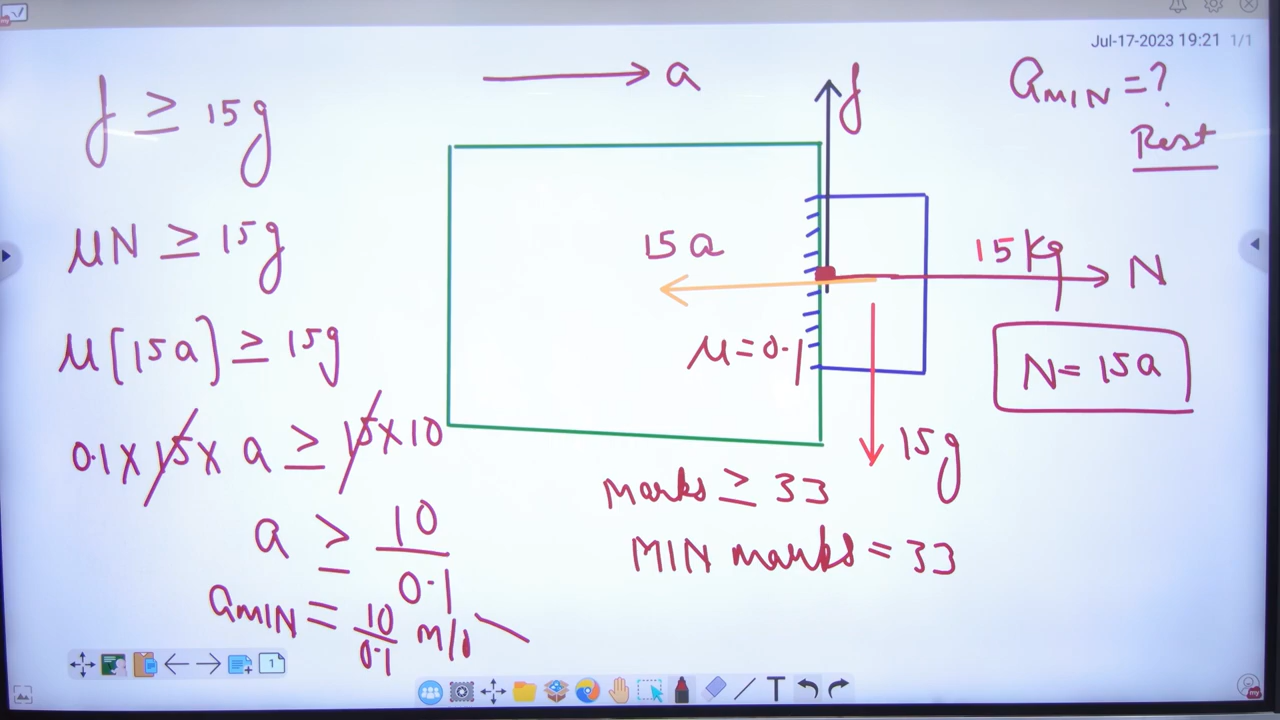 Jul-17-2023 19:21 1/1
f ≥ 15g
a
f
aMIN = ?
Rest
μN ≥ 15g
15a
15kg
N
μ[15a] ≥ 15g
μ=0.1
N= 15a
0.1 x 15 x a ≥ 15 x 10
15g
marks ≥ 33
a ≥ 10/0.1
MIN marks = 33
aMIN = 10/0.1
1
T